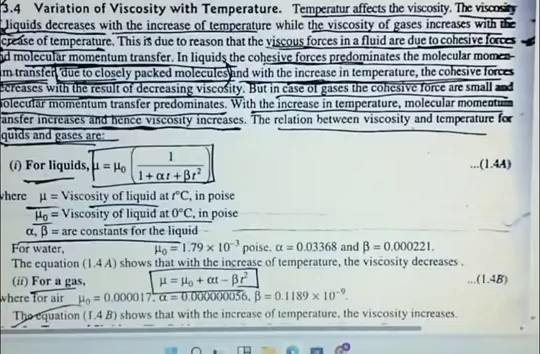 3.4 Variation of Viscosity with Temperature. Temperatur affects the viscosity. The viscosity
liquids decreases with the increase of temperature while the viscosity of gases increases with the
crease of temperature. This is due to reason that the viscous forces in a fluid are due to cohesive forces
d molecular momentum transfer. In liquids the cohesive forces predominates the molecular momen-
m transfer, due to closely packed molecules and with the increase in temperature, the cohesive forces
ecreases with the result of decreasing viscosity. But in case of gases the cohesive force are small and
olecular momentum transfer predominates. With the increase in temperature, molecular momentum
ansfer increases and hence viscosity increases. The relation between viscosity and temperature for
quids and gases are:
(i) For liquids, μ = μ₀ (1 / (1 + αt + βt²)) ...(1.4A)
where μ = Viscosity of liquid at t°C, in poise
μ₀ = Viscosity of liquid at 0°C, in poise
α, β = are constants for the liquid
For water, μ₀ = 1.79 × 10⁻³ poise, α = 0.03368 and β = 0.000221.
The equation (1.4 A) shows that with the increase of temperature, the viscosity decreases.
(ii) For a gas, μ = μ₀ + αt – βt² ...(1.4B)
where for air μ₀ = 0.000017, α = 0.000000056, β = 0.1189 × 10⁻⁹.
The equation (1.4 B) shows that with the increase of temperature, the viscosity increases.